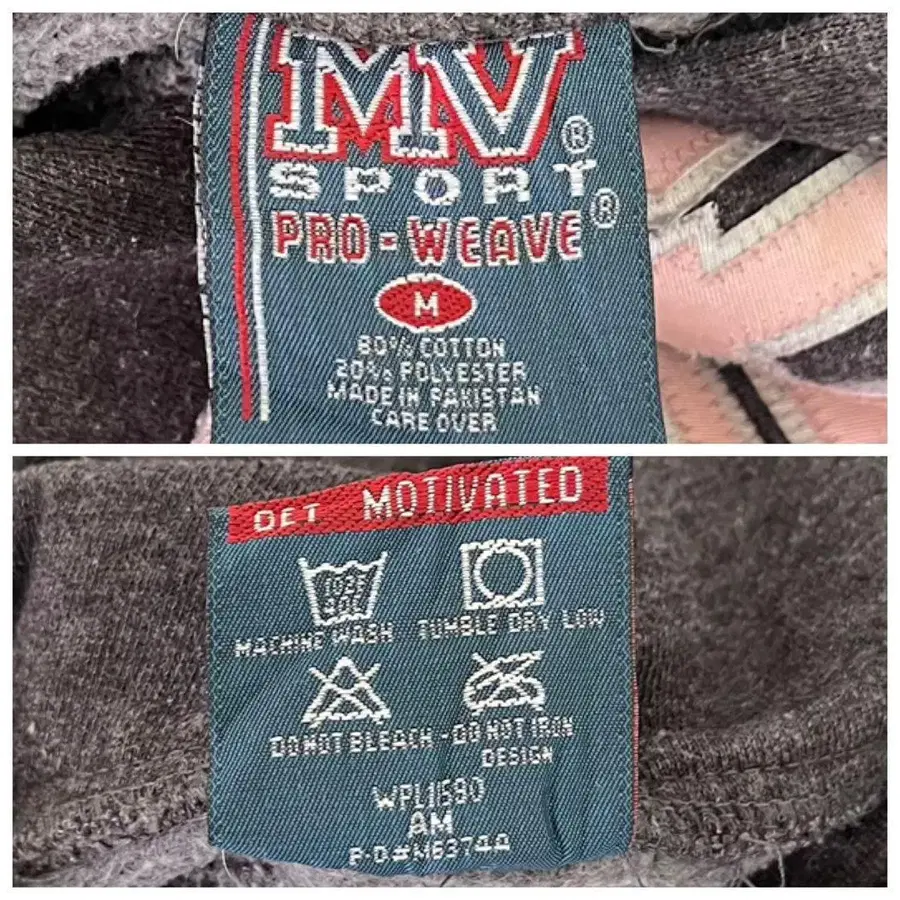 MV®
SPORT®
PRO-WEAVE
M
80% COTTON
20% POLYESTER
MADE IN PAKISTAN
CARE OVER
GET MOTIVATED
MACHINE WASH TUMBLE DRY LOW
DO NOT BLEACH - DO NOT IRON
DESIGN
AM